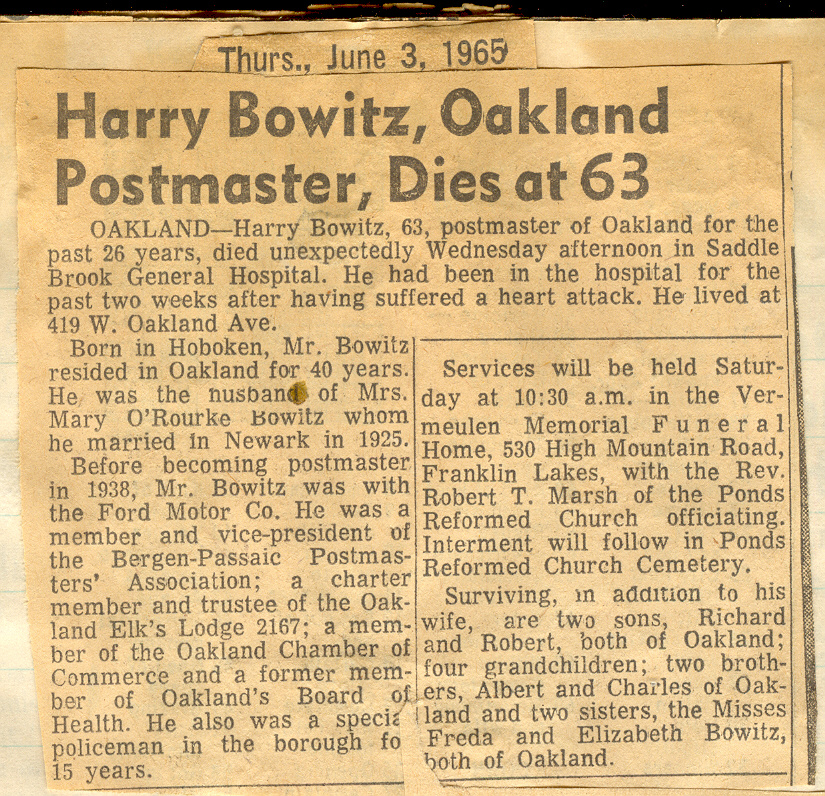 Thurs., June 3, 1965
Harry Bowitz, Oakland
Postmaster, Dies at 63
OAKLAND—Harry Bowitz, 63, postmaster of Oakland for the
past 26 years, died unexpectedly Wednesday afternoon in Saddle
Brook General Hospital. He had been in the hospital for the
past two weeks after having suffered a heart attack. He lived at
419 W. Oakland Ave.
Born in Hoboken, Mr. Bowitz
resided in Oakland for 40 years.
He was the husband of Mrs.
Mary O'Rourke Bowitz whom
he married in Newark in 1925.
Before becoming postmaster
in 1938, Mr. Bowitz was with
the Ford Motor Co. He was a
member and vice-president of
the Bergen-Passaic Postmas-
ters' Association; a charter
member and trustee of the Oak-
land Elk's Lodge 2167; a mem-
ber of the Oakland Chamber of
Commerce and a former mem-
ber of Oakland's Board of
Health. He also was a specia
policeman in the borough fo
15 years.
Services will be held Satur-
day at 10:30 a.m. in the Ver-
meulen Memorial Funeral
Home, 530 High Mountain Road,
Franklin Lakes, with the Rev.
Robert T. Marsh of the Ponds
Reformed Church officiating.
Interment will follow in Ponds
Reformed Church Cemetery.
Surviving, in addition to his
wife, are two sons, Richard
and Robert, both of Oakland;
four grandchildren; two broth-
ers, Albert and Charles of Oak-
land and two sisters, the Misses
Freda and Elizabeth Bowitz,
both of Oakland.